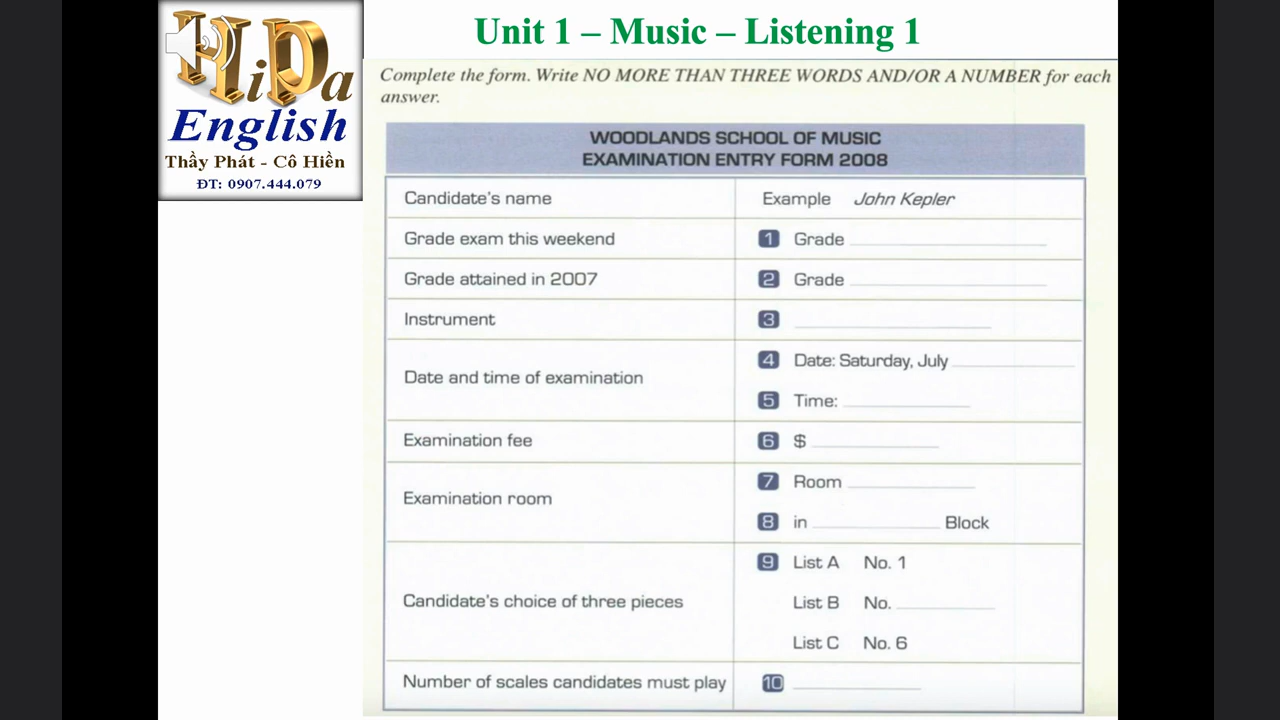 HiDa
English
Thầy Phát - Cô Hiền
ĐT: 0907.444.079
Unit 1 – Music – Listening 1
Complete the form. Write NO MORE THAN THREE WORDS AND/OR A NUMBER for each
answer.
WOODLANDS SCHOOL OF MUSIC
EXAMINATION ENTRY FORM 2008
Candidate's name Example John Kepler
Grade exam this weekend 1 Grade
Grade attained in 2007 2 Grade
Instrument 3
Date and time of examination
4 Date: Saturday, July
5 Time:
Examination fee 6 $
Examination room
7 Room
8 in Block
Candidate's choice of three pieces
9 List A No. 1
List B No.
List C No. 6
Number of scales candidates must play 10